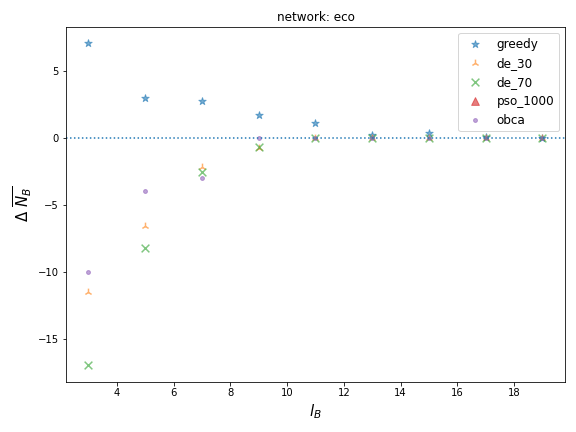 network: eco
greedy
de_30
de_70
pso_1000
obca
5
0
−5
−10
−15
Δ N_B
4
6
8
10
12
14
16
18
l_B